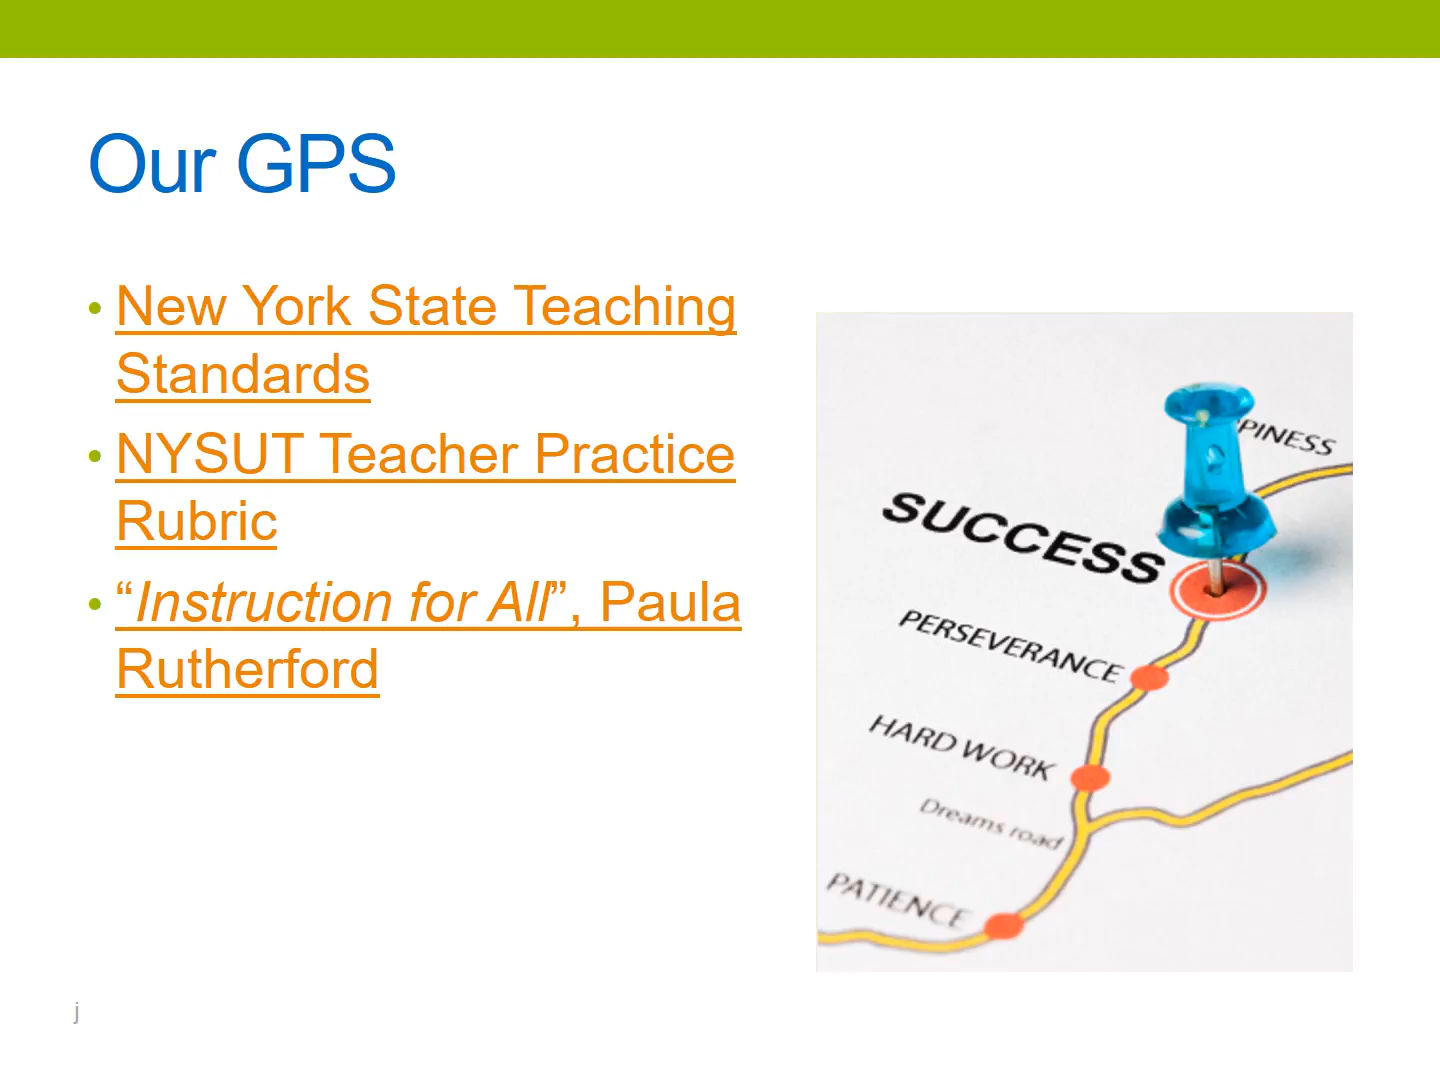 Our GPS
• New York State Teaching
Standards
• NYSUT Teacher Practice
Rubric
• “Instruction for All”, Paula
Rutherford
PINESS
SUCCESS
PERSEVERANCE
HARD WORK
Dreams road
PATIENCE
j